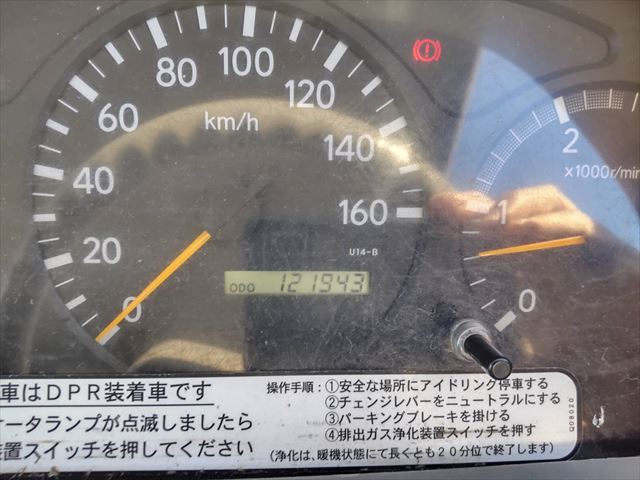 100
80
120
60
km/h
140
40
160
20
U14-B
ODO 121943
0
2
x1000r/min
1
0
車はDPR装着車です
ータランプが点滅しましたら
装置スイッチを押してください
操作手順:①安全な場所にアイドリング停車する
②チェンジレバーをニュートラルにする
③パーキングブレーキを掛ける
④排出ガス浄化装置スイッチを押す
(浄化は、暖機状態にて長くとも20分位で終了します)